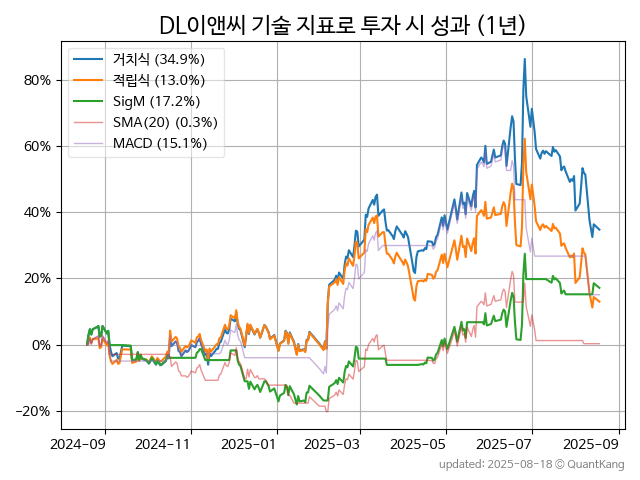 DL이앤씨 기술 지표로 투자 시 성과 (1년)
거치식 (34.9%)
적립식 (13.0%)
SigM (17.2%)
SMA(20) (0.3%)
MACD (15.1%)
80%
60%
40%
20%
0%
−20%
2024-09 2024-11 2025-01 2025-03 2025-05 2025-07 2025-09
updated: 2025-08-18 © QuantKang